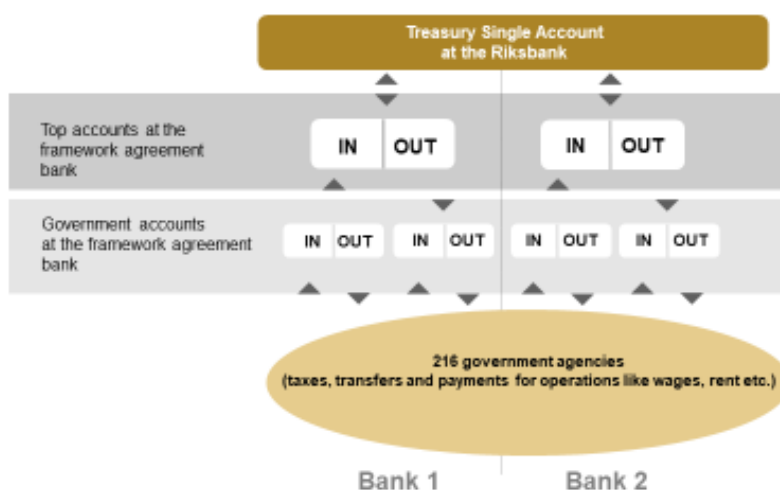 Treasury Single Account
at the Riksbank
Top accounts at the
framework agreement
bank
IN OUT
IN OUT
Government accounts
at the framework agreement
bank
IN OUT
IN OUT
IN OUT
IN OUT
216 government agencies
(taxes, transfers and payments for operations like wages, rent etc.)
Bank 1
Bank 2